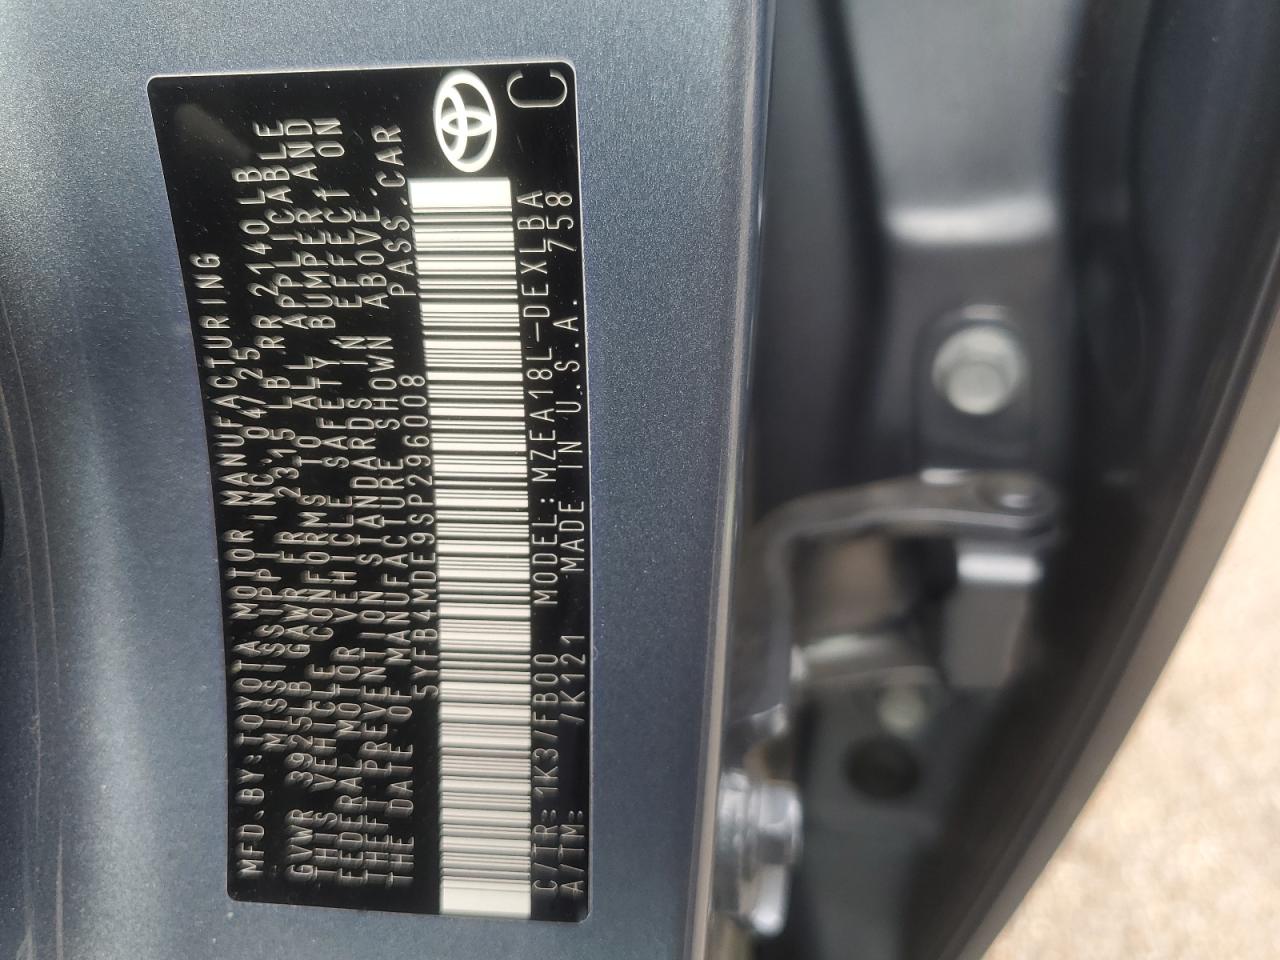 MFD.BY:TOYOTA MOTOR MANUFACTURING
MISSISSIPPI INC. 04/25
GVWR 3925LB GAWR FR 2315 LB RR 2140LB
THIS VEHICLE CONFORMS TO ALL APPLICABLE
FEDERAL MOTOR VEHICLE SAFETY BUMPER AND
THEFT PREVENTION STANDARDS IN EFFECT ON
THE DATE OF MANUFACTURE SHOWN ABOVE.
5YFB4MDE9SP296008 PASS.CAR
C/TR: 1K3/FB00 MODEL:MZEA18L-DEXLBA
A/TM: /K121 MADE IN U.S.A. 758
C